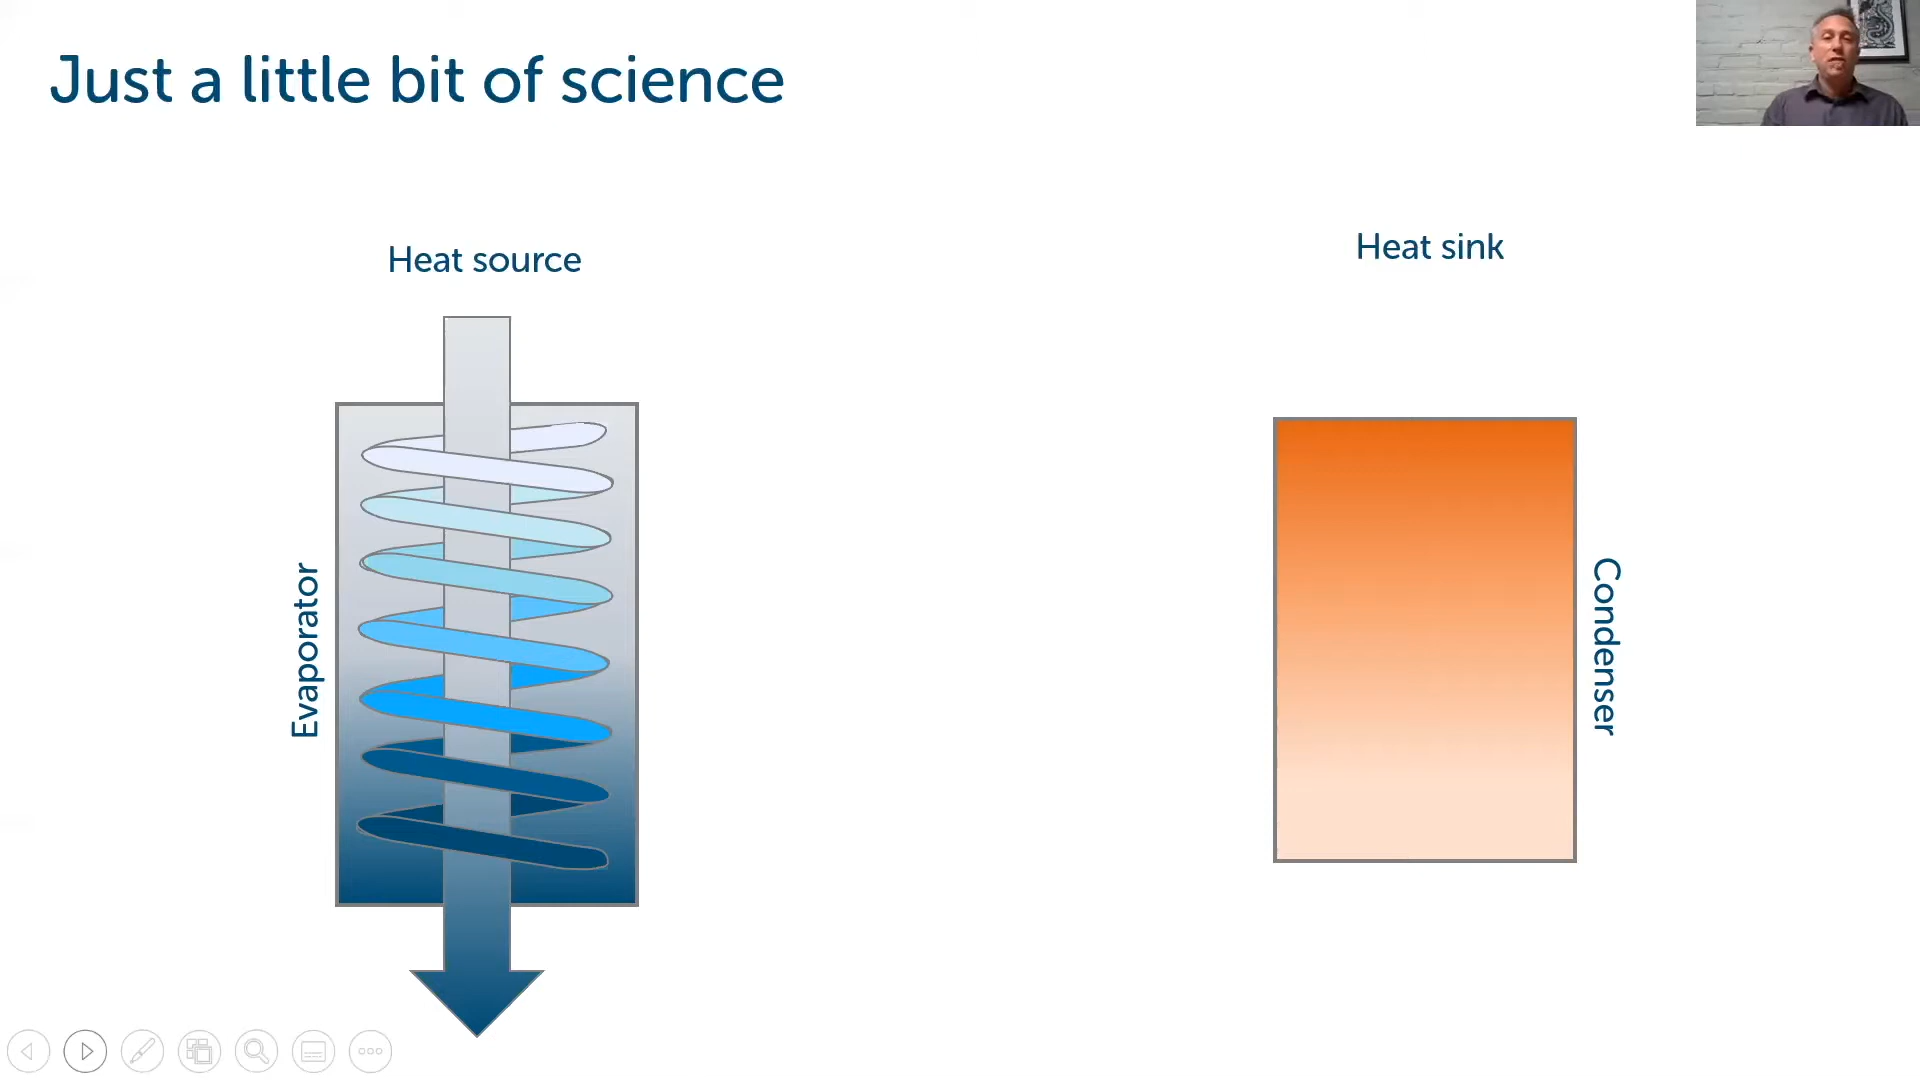 Just a little bit of science
Heat source
Heat sink
Evaporator
Condenser